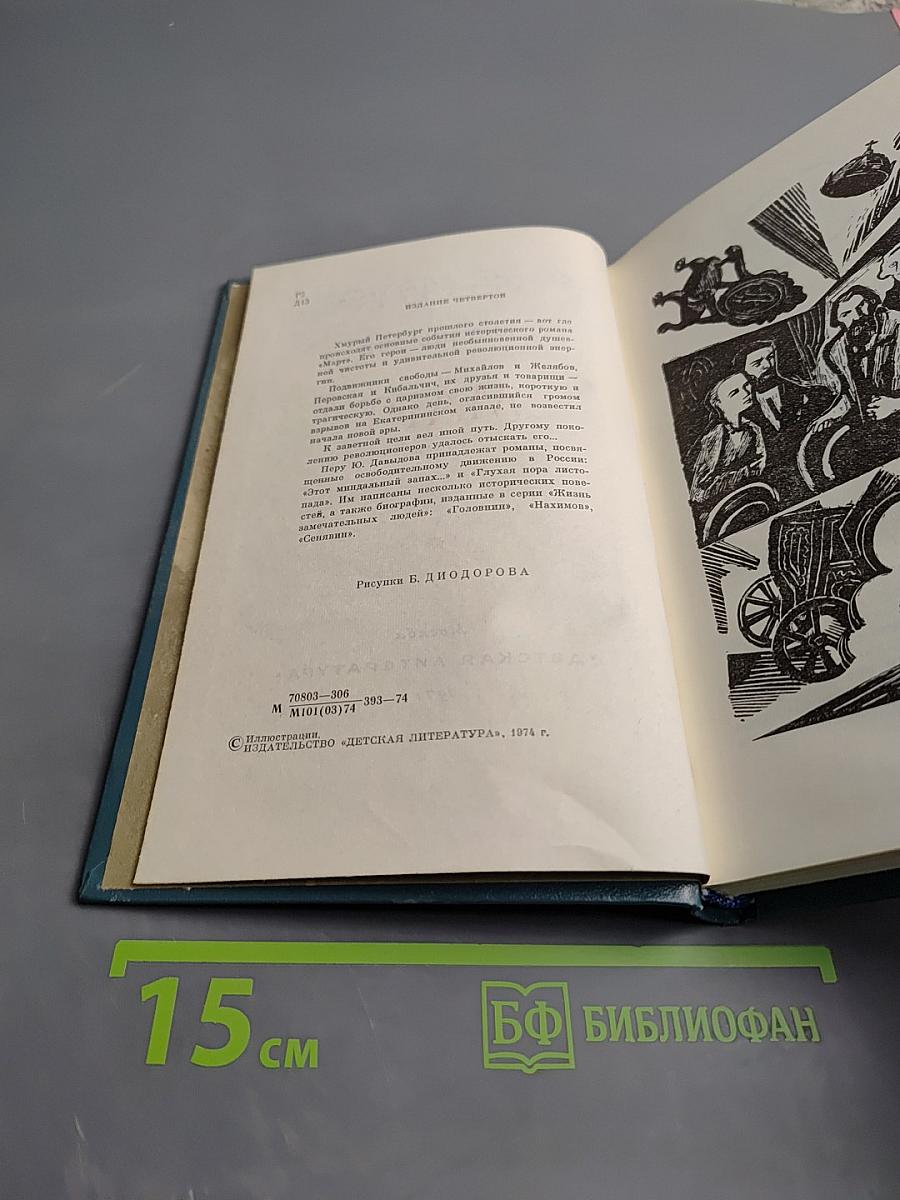 Р2
Д13
ИЗДАНИЕ ЧЕТВЕРТОЕ
Хмурый Петербург прошлого столетия — вот где
происходят основные события исторического романа
«Март». Его герои — люди необыкновенной душев-
ной чистоты и удивительной революционной энер-
гии.
Подвижники свободы — Михайлов и Желябов,
Перовская и Кибальчич, их друзья и товарищи —
отдали борьбе с царизмом свою жизнь, короткую и
трагическую. Однако день, огласившийся громом
взрывов на Екатерининском канале, не возвестил
начала новой эры.
К заветной цели вел иной путь. Другому поко-
лению революционеров удалось отыскать его...
Перу Ю. Давыдова принадлежат романы, посвя-
щенные освободительному движению в России:
«Этот миндальный запах...» и «Глухая пора листо-
пада». Им написаны несколько исторических пове-
стей, а также биографии, изданные в серии «Жизнь
замечательных людей»: «Головнин», «Нахимов»,
«Сенявин».
Рисунки Б. ДИОДОРОВА
70803—306
М ——— 393—74
М101(03)74
© Иллюстрации.
ИЗДАТЕЛЬСТВО «ДЕТСКАЯ ЛИТЕРАТУРА», 1974 г.
15 см
БФ БИБЛИОФАН